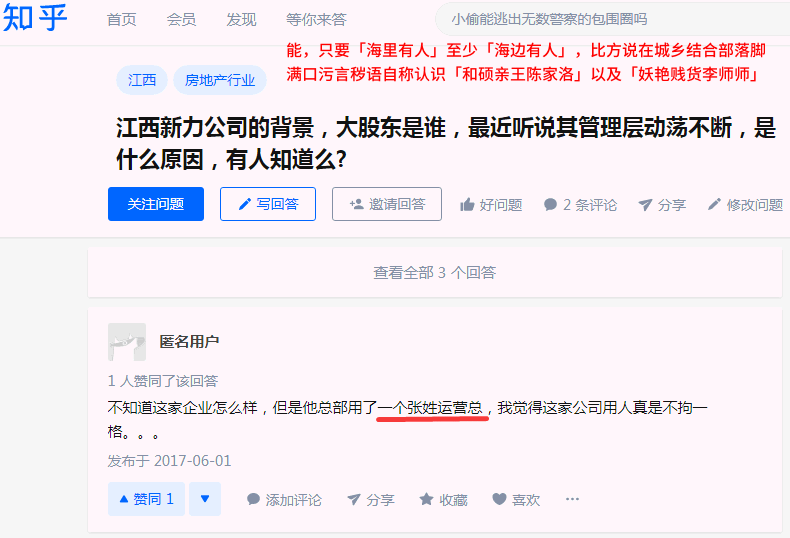 知乎 首页 会员 发现 等你来答 小偷能逃出无数警察的包围圈吗
能，只要「海里有人」至少「海边有人」，比方说在城乡结合部落脚
满口污言秽语自称认识「和硕亲王陈家洛」以及「妖艳贱货李师师」
江西 房地产行业
江西新力公司的背景，大股东是谁，最近听说其管理层动荡不断，是
什么原因，有人知道么?
关注问题 写回答 邀请回答 好问题 2 条评论 分享 修改问题
查看全部 3 个回答
匿名用户
1 人赞同了该回答
不知道这家企业怎么样，但是他总部用了一个张姓运营总，我觉得这家公司用人真是不拘一
格。。。
发布于 2017-06-01
赞同 1 添加评论 分享 收藏 喜欢 ···